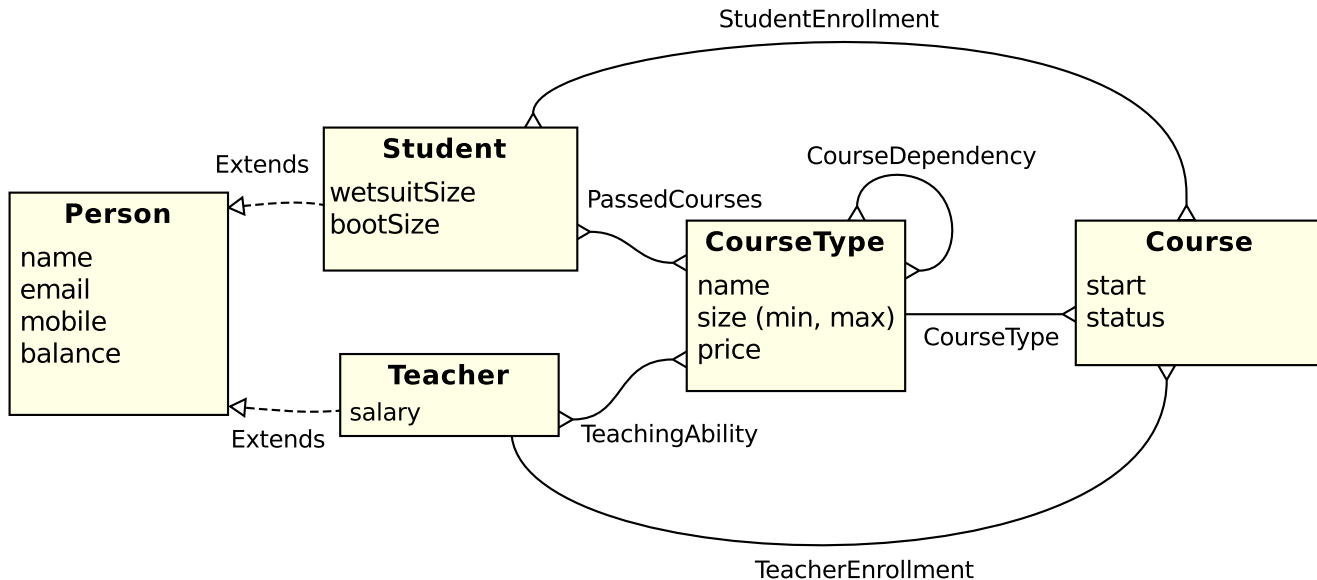 StudentEnrollment
Student
wetsuitSize
bootSize
Extends
Person
name
email
mobile
balance
Extends
Teacher
salary
PassedCourses
CourseDependency
CourseType
name
size (min, max)
price
TeachingAbility
CourseType
Course
start
status
TeacherEnrollment